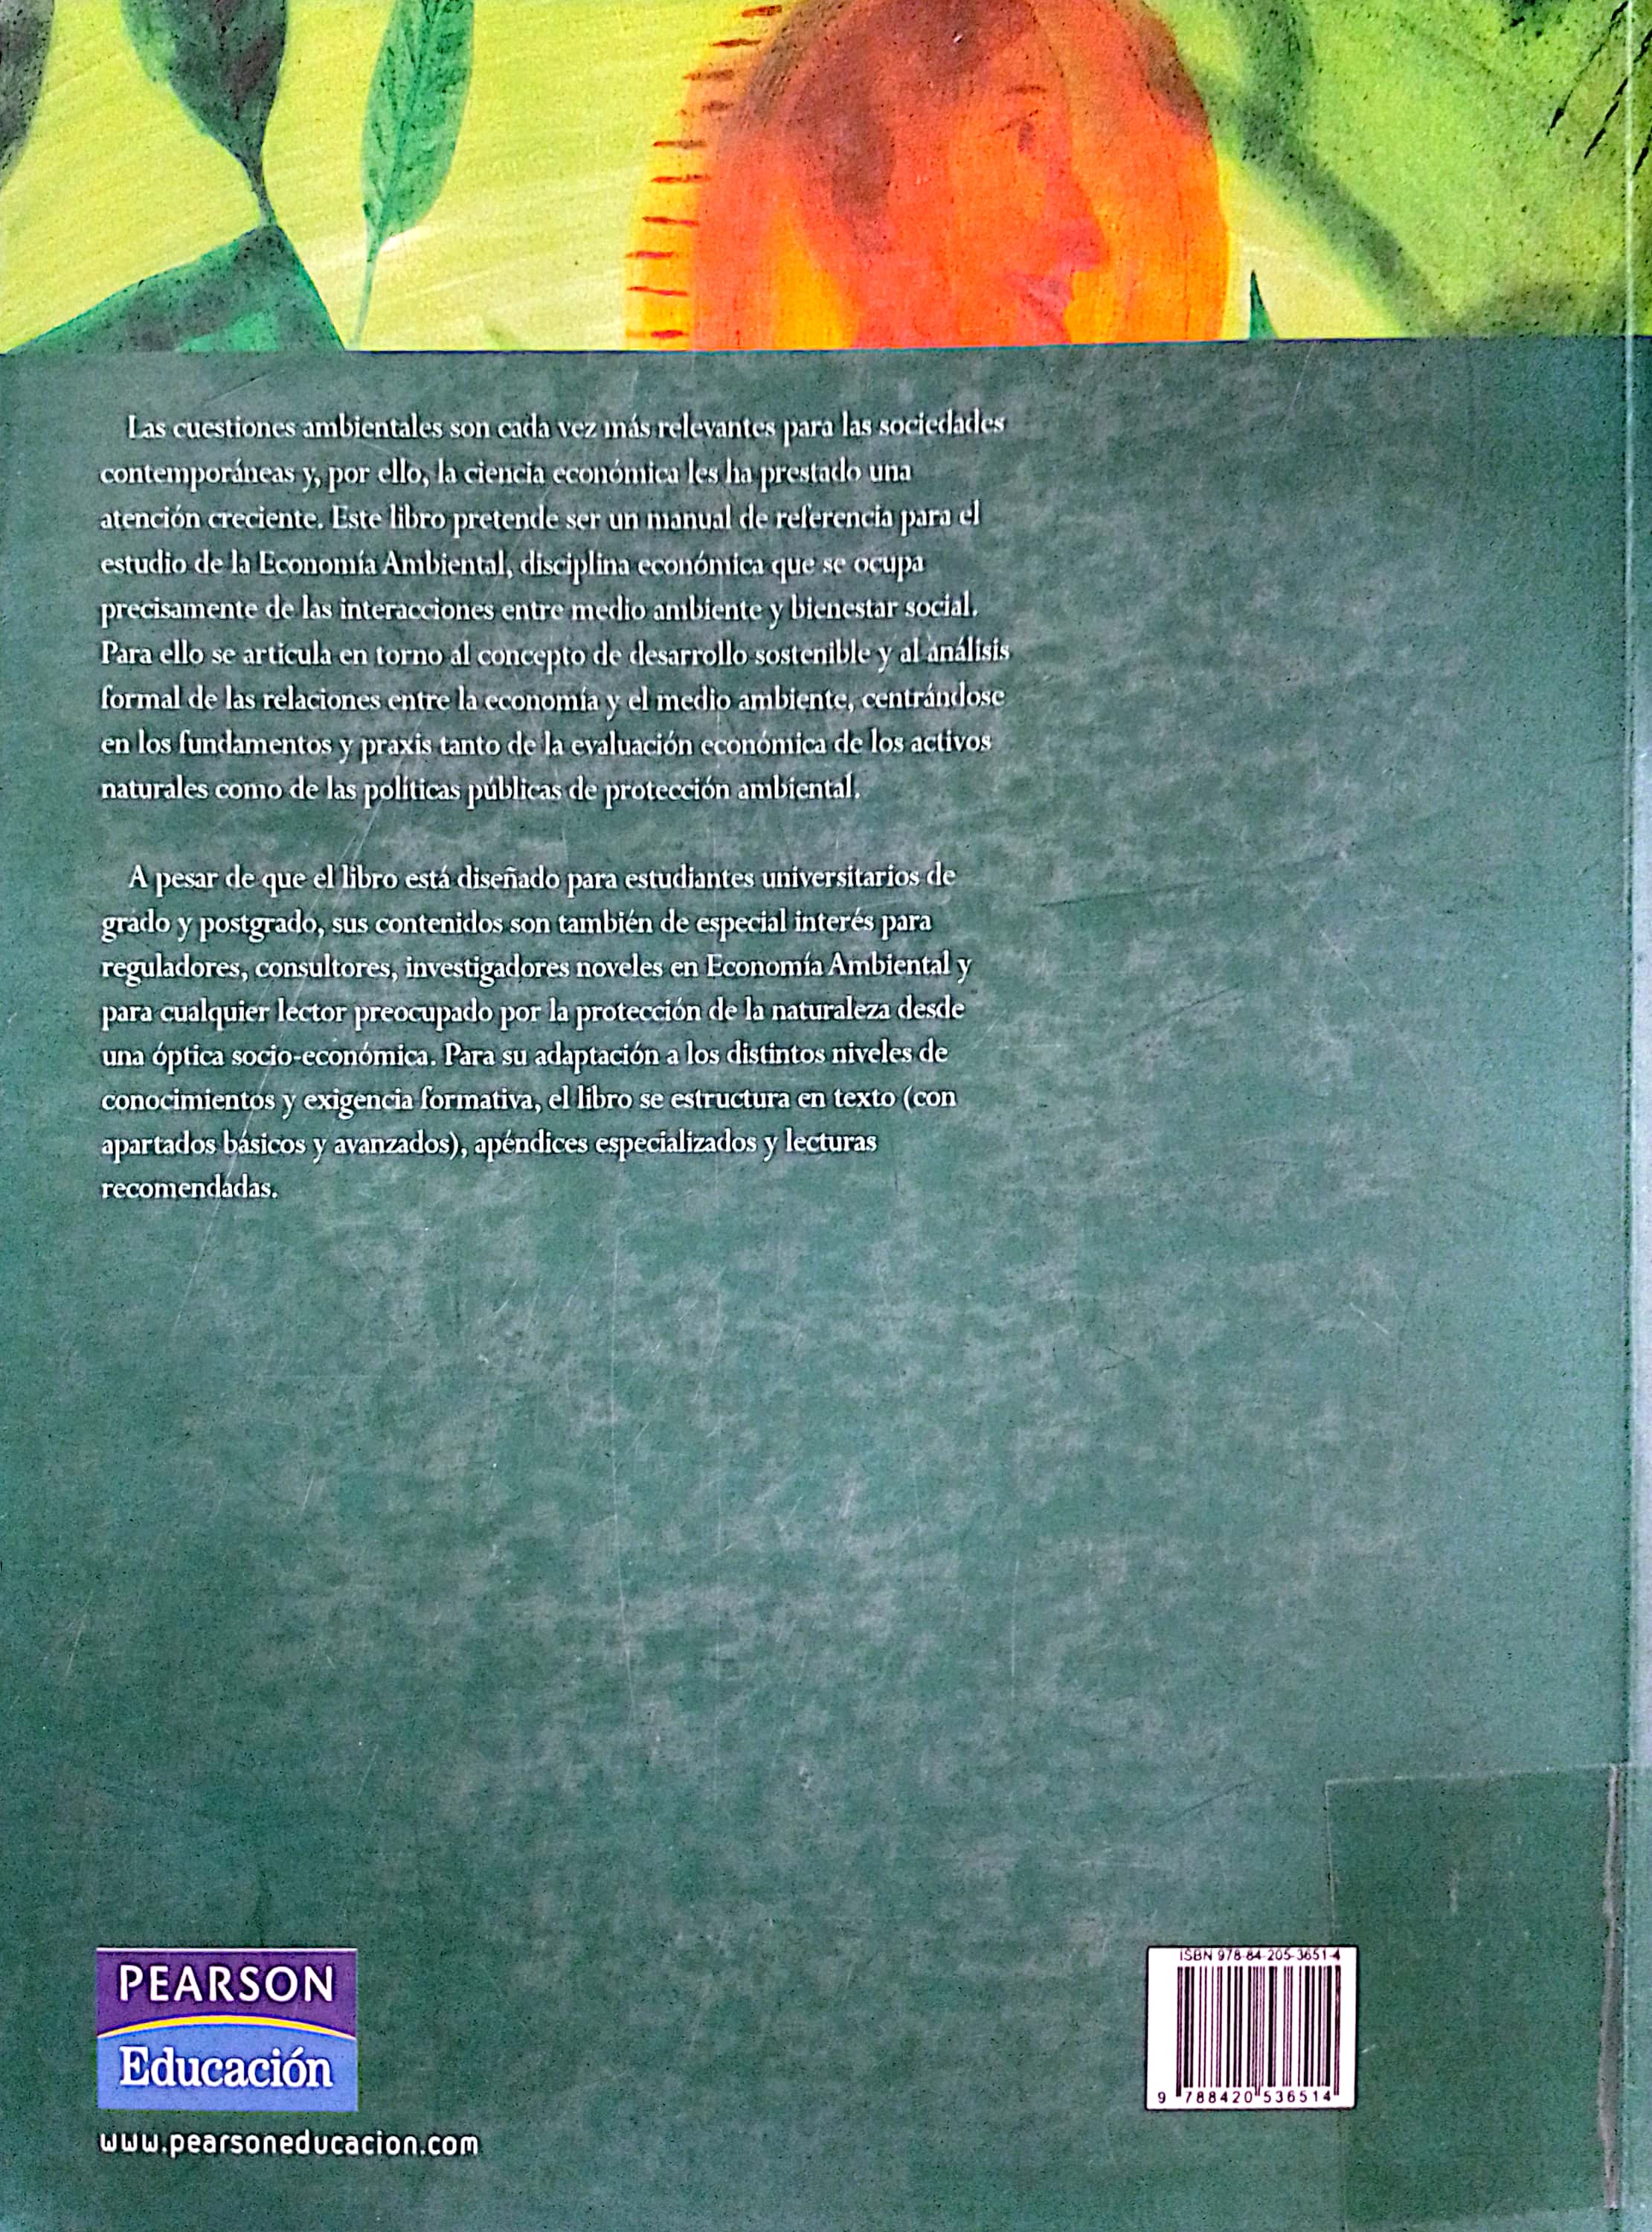 Las cuestiones ambientales son cada vez más relevantes para las sociedades
contemporáneas y, por ello, la ciencia económica les ha prestado una
atención creciente. Este libro pretende ser un manual de referencia para el
estudio de la Economía Ambiental, disciplina económica que se ocupa
precisamente de las interacciones entre medio ambiente y bienestar social.
Para ello se articula en torno al concepto de desarrollo sostenible y al análisis
formal de las relaciones entre la economía y el medio ambiente, centrándose
en los fundamentos y praxis tanto de la evaluación económica de los activos
naturales como de las políticas públicas de protección ambiental.
A pesar de que el libro está diseñado para estudiantes universitarios de
grado y postgrado, sus contenidos son también de especial interés para
reguladores, consultores, investigadores noveles en Economía Ambiental y
para cualquier lector preocupado por la protección de la naturaleza desde
una óptica socio-económica. Para su adaptación a los distintos niveles de
conocimientos y exigencia formativa, el libro se estructura en texto (con
apartados básicos y avanzados), apéndices especializados y lecturas
recomendadas.
PEARSON
Educación
www.pearsoneducacion.com
ISBN 978-84-205-3651-4
9 788420 536514